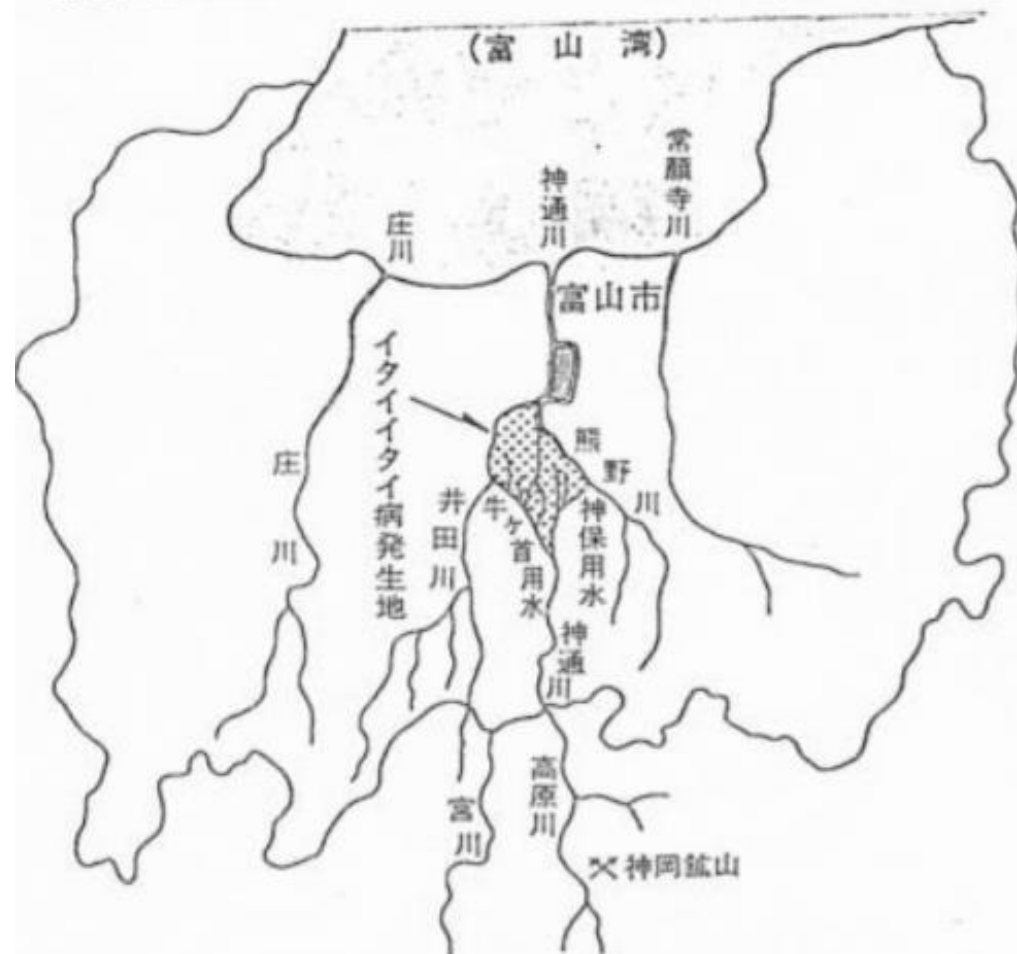 (富山湾)
常願寺川
神通川
庄川
富山市
イタイイタイ病発生地
熊野川
庄川
井田川
牛ヶ首用水
神保用水
神通川
高原川
宮川
神岡鉱山